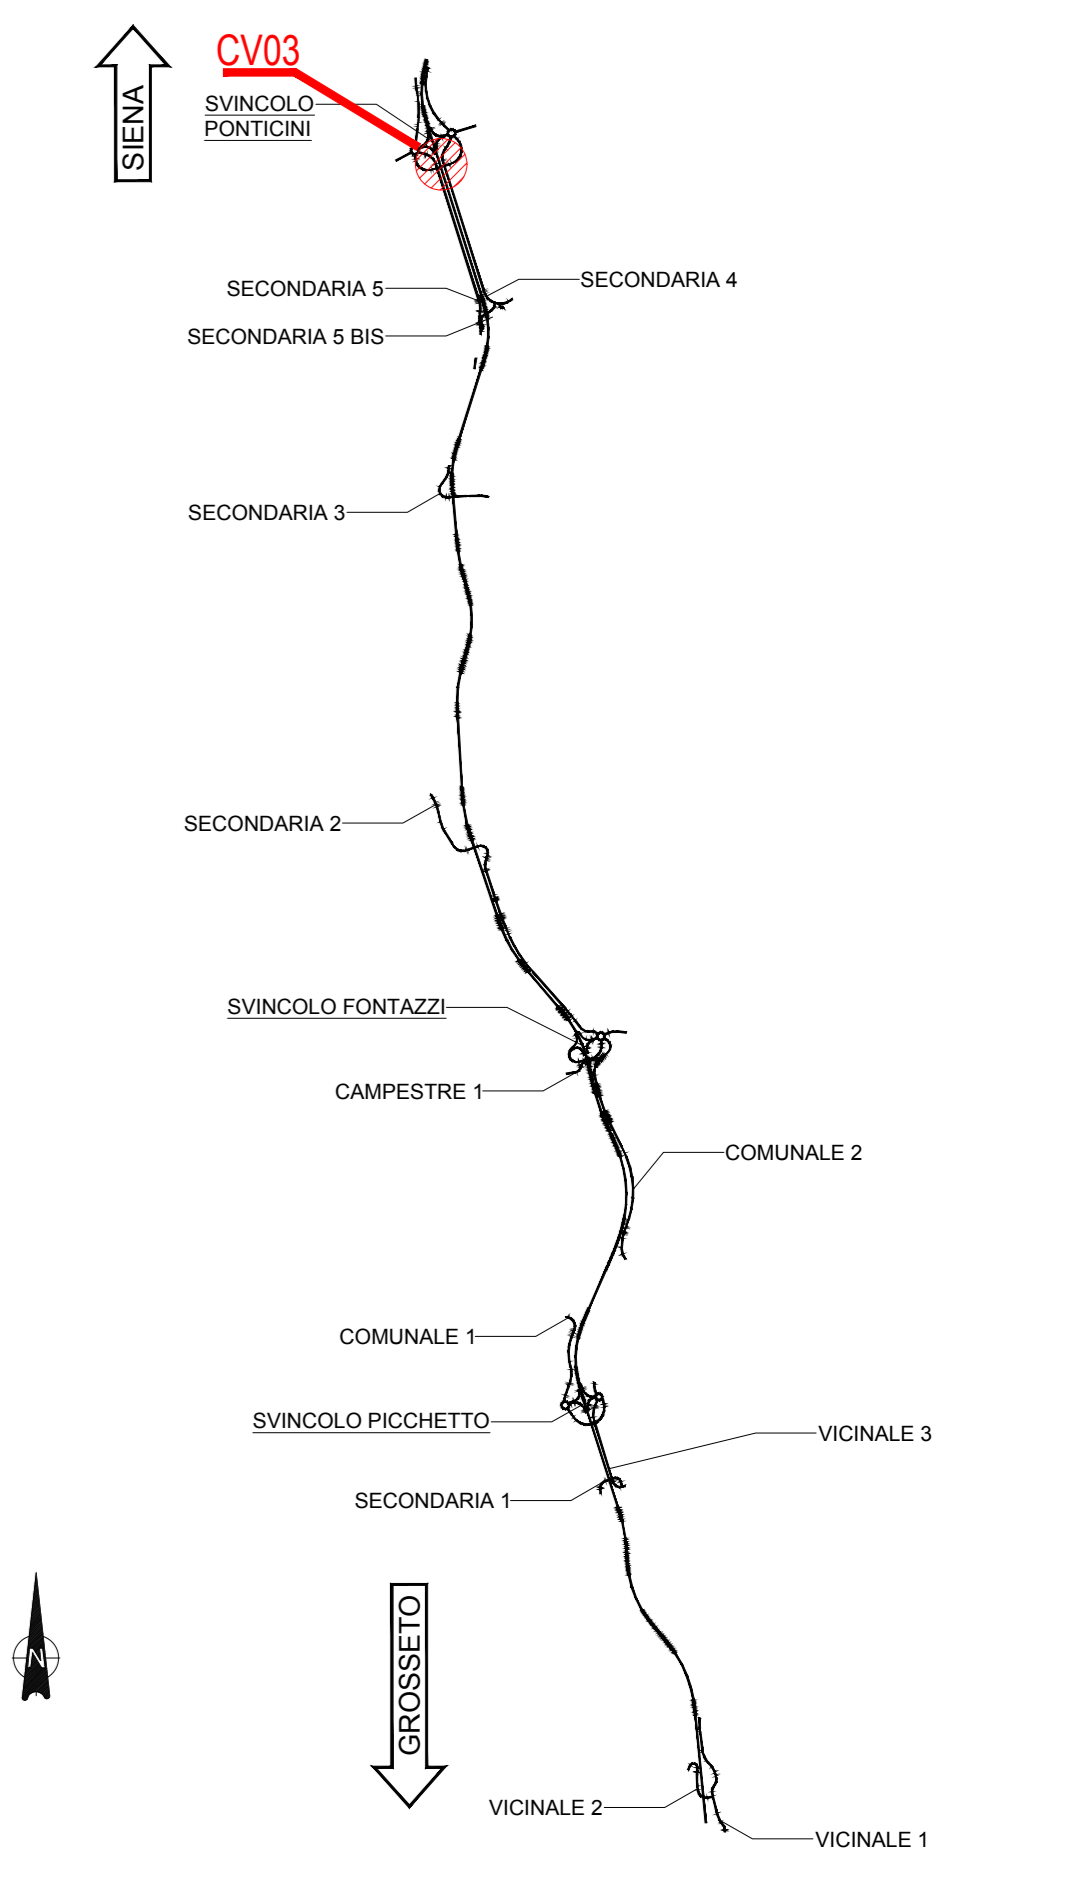 CV03
SIENA
SVINCOLO
PONTICINI
SECONDARIA 4
SECONDARIA 5
SECONDARIA 5 BIS
SECONDARIA 3
SECONDARIA 2
SVINCOLO FONTAZZI
CAMPESTRE 1
COMUNALE 2
COMUNALE 1
SVINCOLO PICCHETTO
VICINALE 3
SECONDARIA 1
GROSSETO
N
VICINALE 2
VICINALE 1